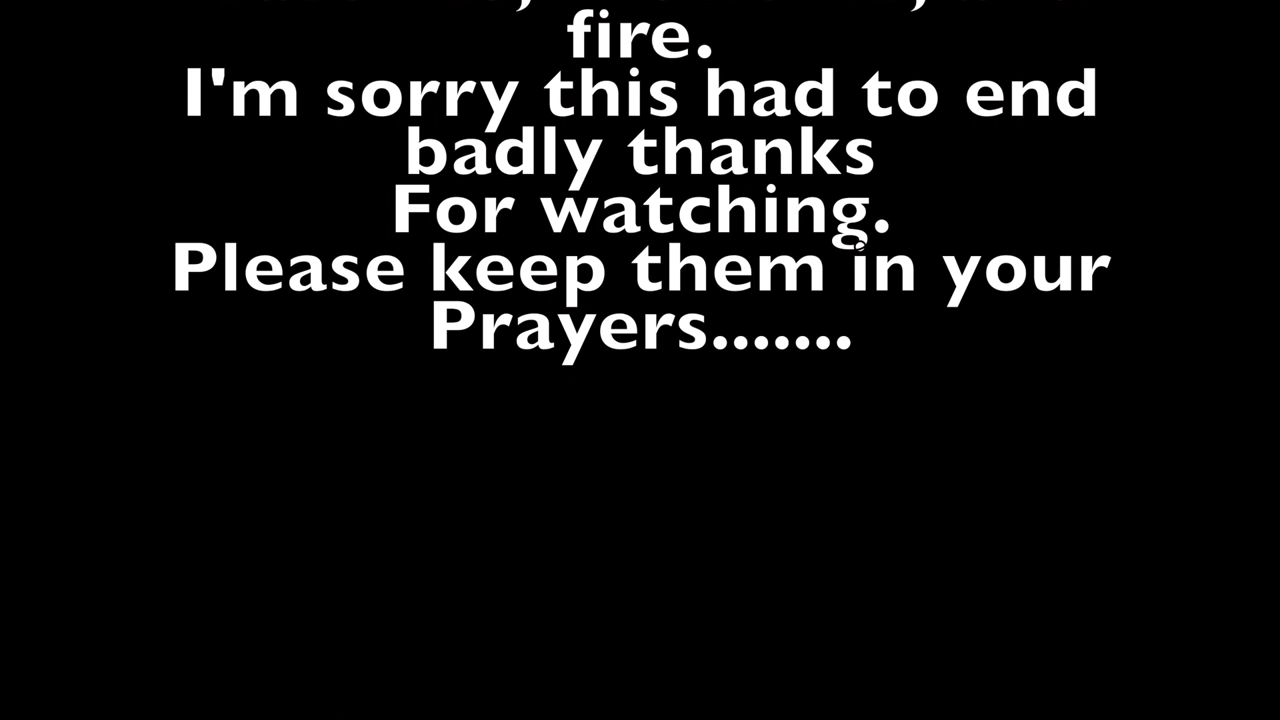 fire.
I'm sorry this had to end
badly thanks
For watching.
Please keep them in your
Prayers.......